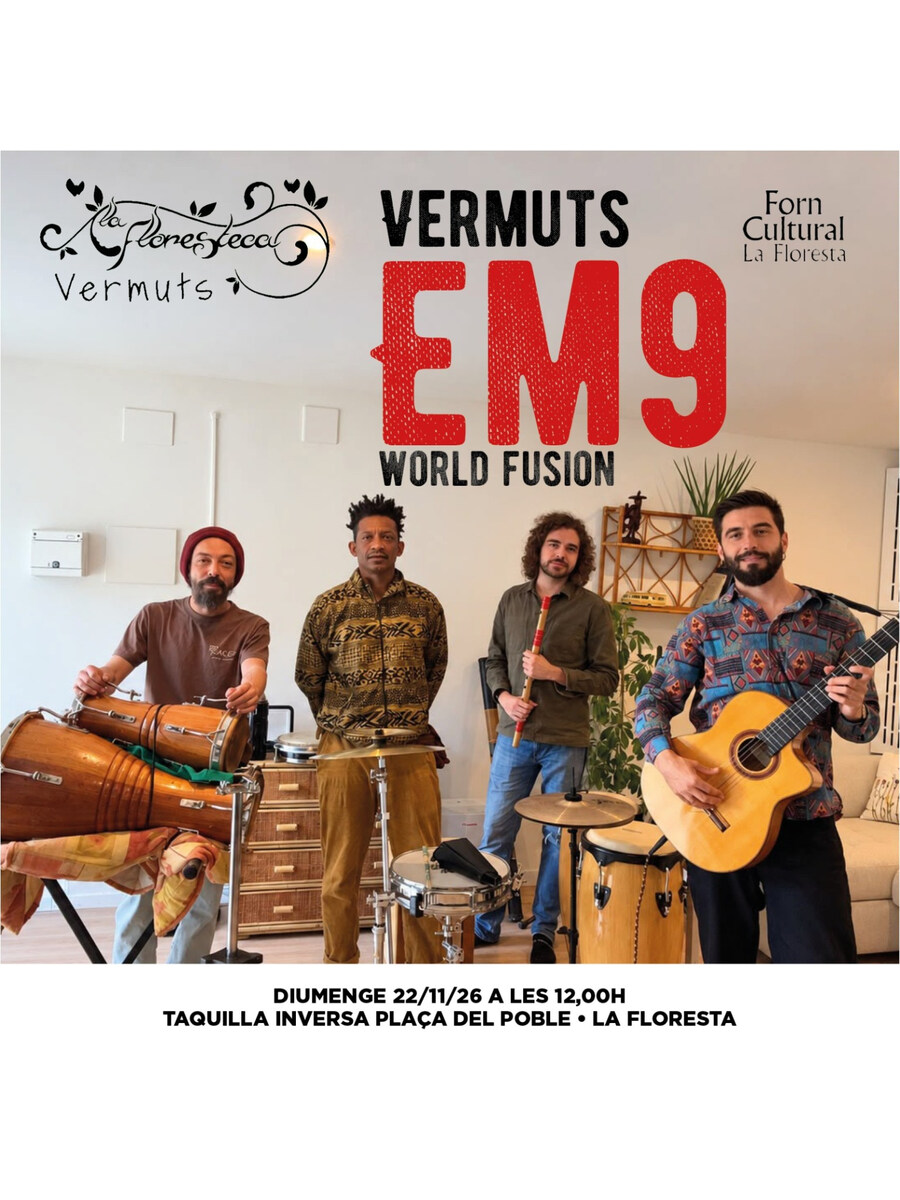 la Floresteca
Vermuts
VERMUTS
EM9
WORLD FUSION
Forn
Cultural
La Floresta
DIUMENGE 22/11/26 A LES 12,00H
TAQUILLA INVERSA PLAÇA DEL POBLE • LA FLORESTA